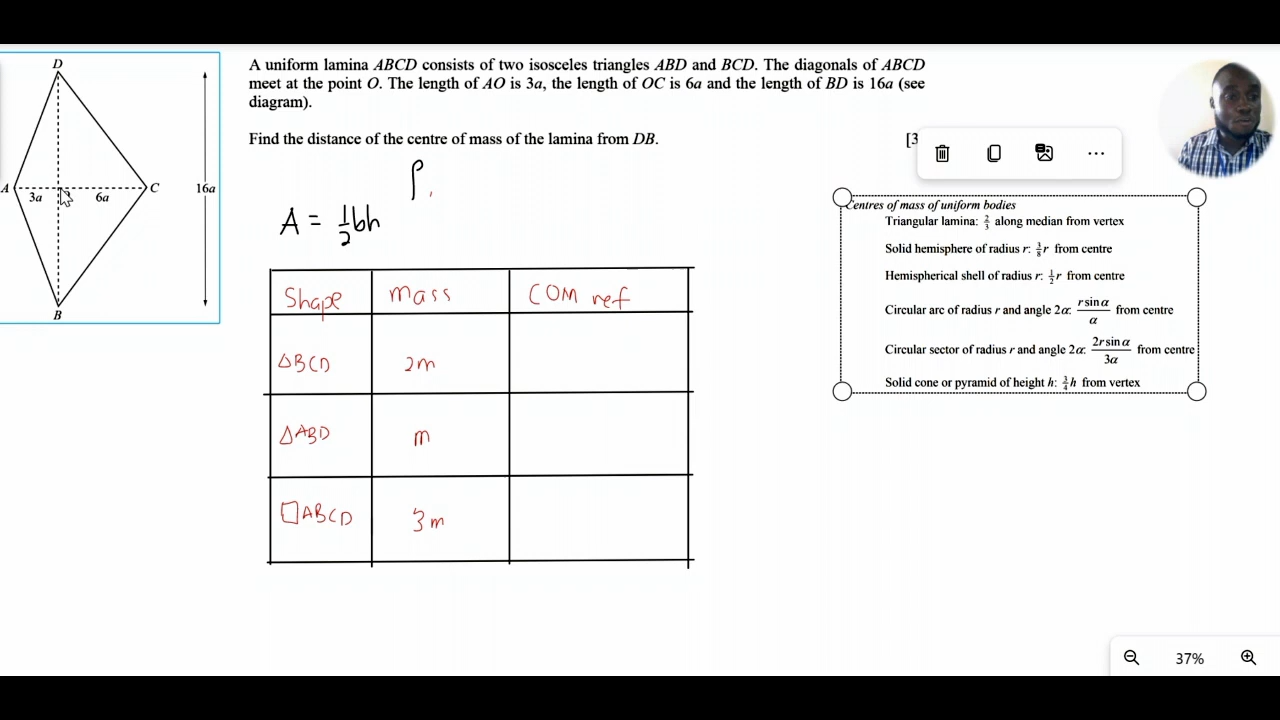 D
A
3a
6a
C
16a
B
A uniform lamina ABCD consists of two isosceles triangles ABD and BCD. The diagonals of ABCD
meet at the point O. The length of AO is 3a, the length of OC is 6a and the length of BD is 16a (see
diagram).
Find the distance of the centre of mass of the lamina from DB.
[3
ρ
A = ½bh
Shape mass COM ref
△BCD 2m
△ABD m
□ABCD 3m
Centres of mass of uniform bodies
Triangular lamina: 2/3 along median from vertex
Solid hemisphere of radius r: 3/8 r from centre
Hemispherical shell of radius r: 1/2 r from centre
Circular arc of radius r and angle 2α: r sin α / α from centre
Circular sector of radius r and angle 2α: 2r sin α / 3α from centre
Solid cone or pyramid of height h: 3/4 h from vertex
37%